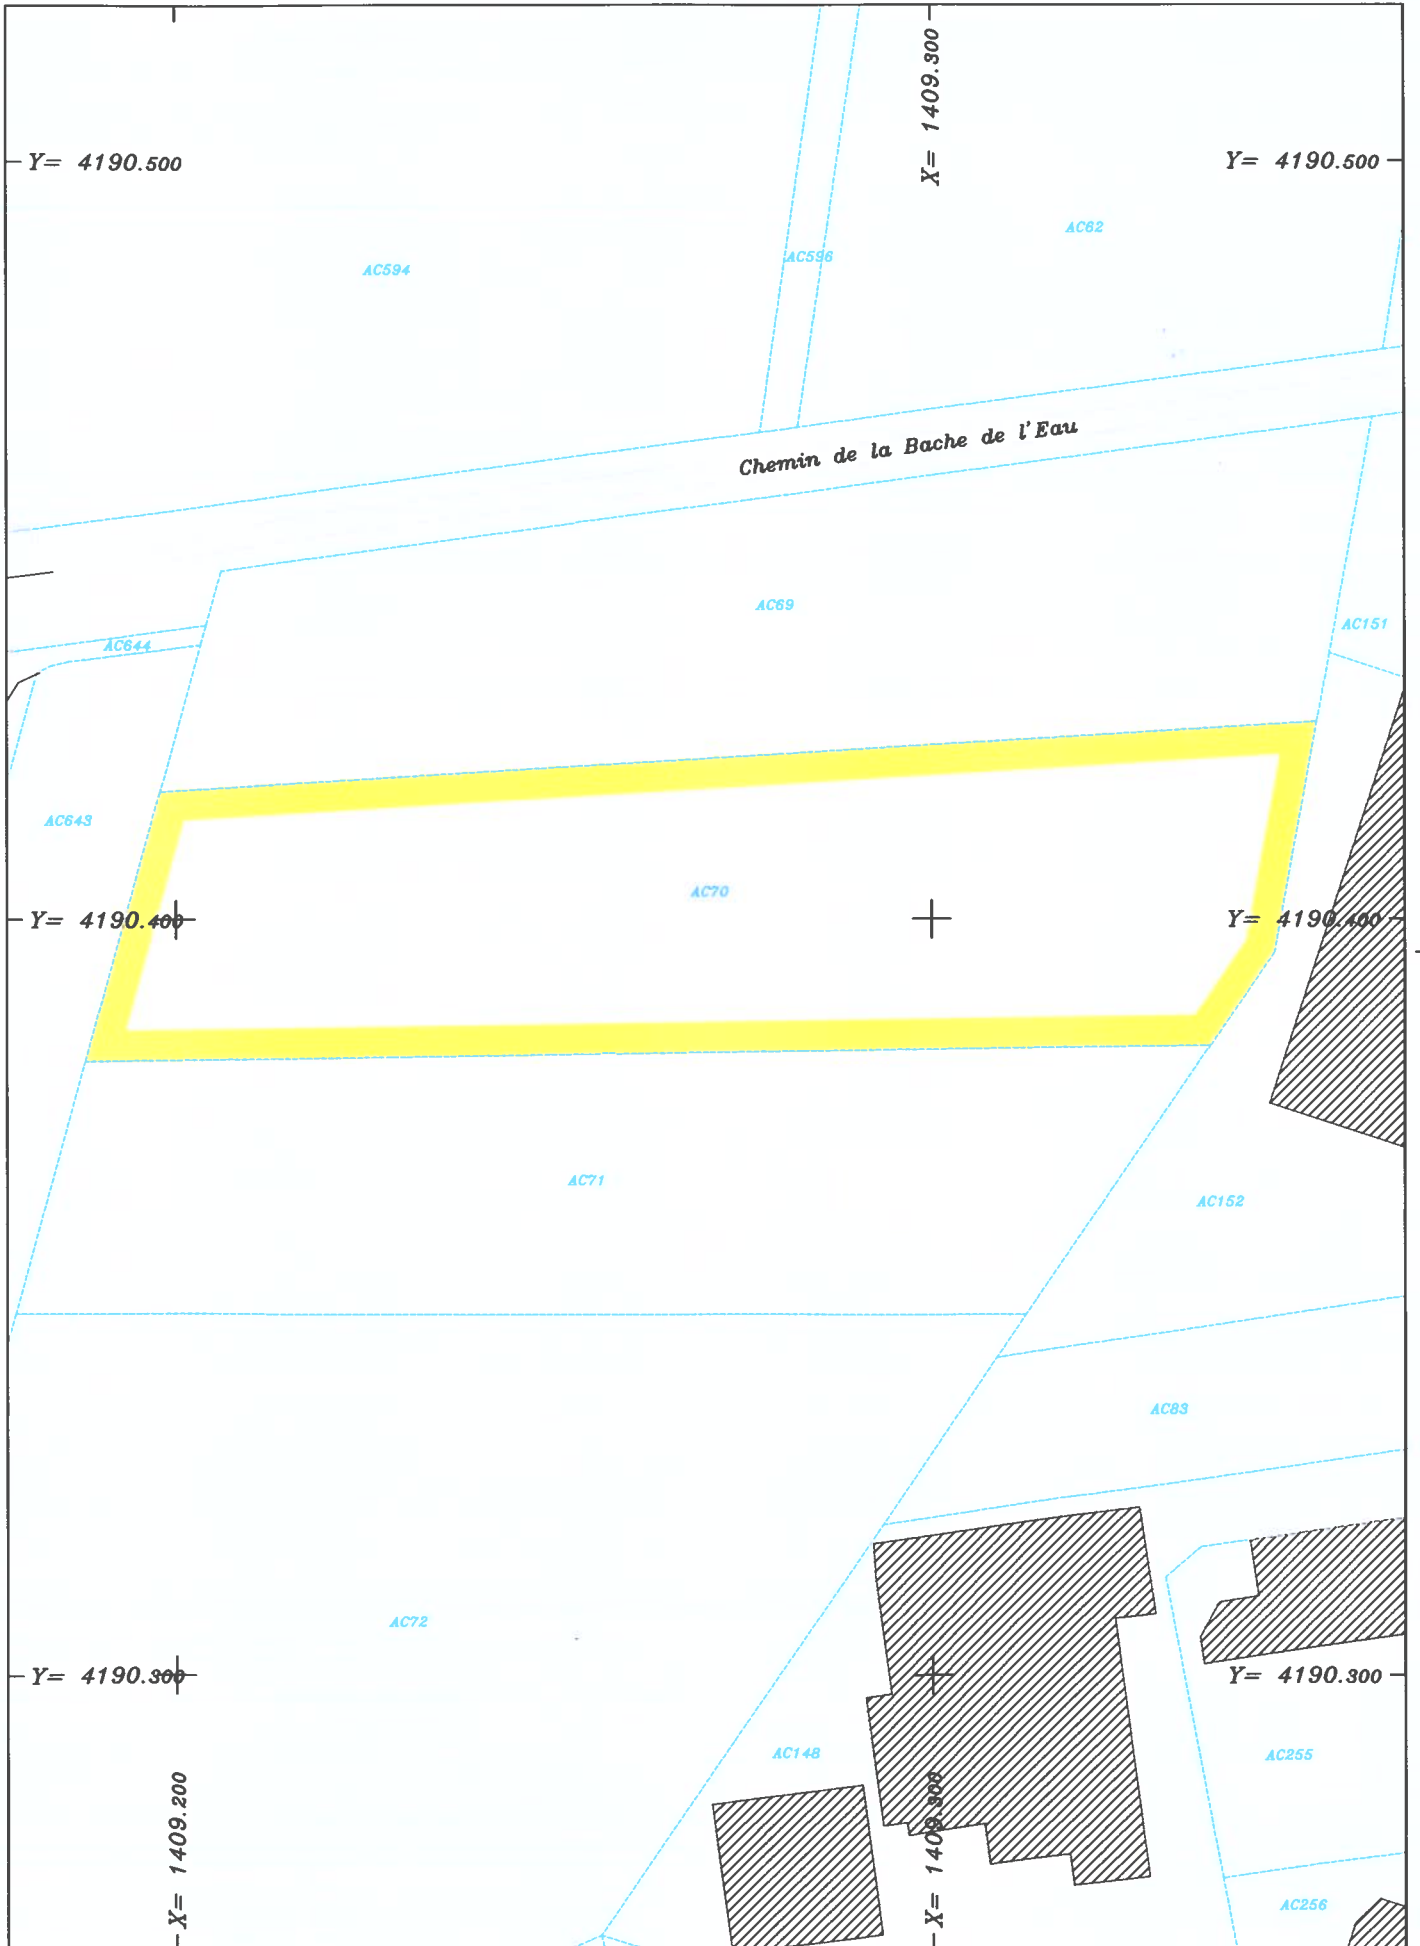 X= 1409.300
Y= 4190.500
Y= 4190.500
AC62
AC596
AC594
Chemin de la Bache de l'Eau
AC69
AC151
AC644
AC643
AC70
Y= 4190.400
Y= 4190.400
AC71
AC152
AC83
AC72
Y= 4190.300
Y= 4190.300
AC148
AC255
X= 1409.200
X= 1409.300
AC256